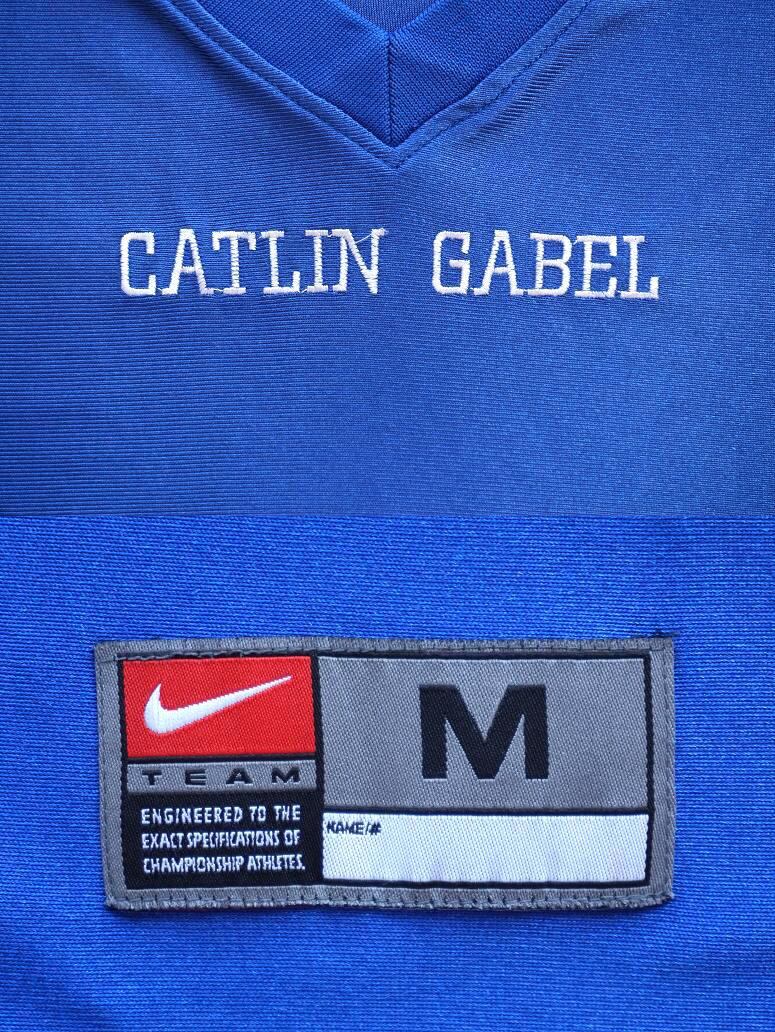 CATLIN GABEL
TEAM
M
ENGINEERED TO THE
EXACT SPECIFICATIONS OF
CHAMPIONSHIP ATHLETES.
NAME/#